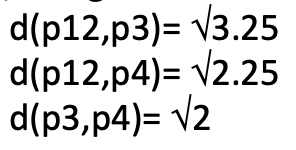 d(p12,p3)= √3.25
d(p12,p4)= √2.25
d(p3,p4)= √2